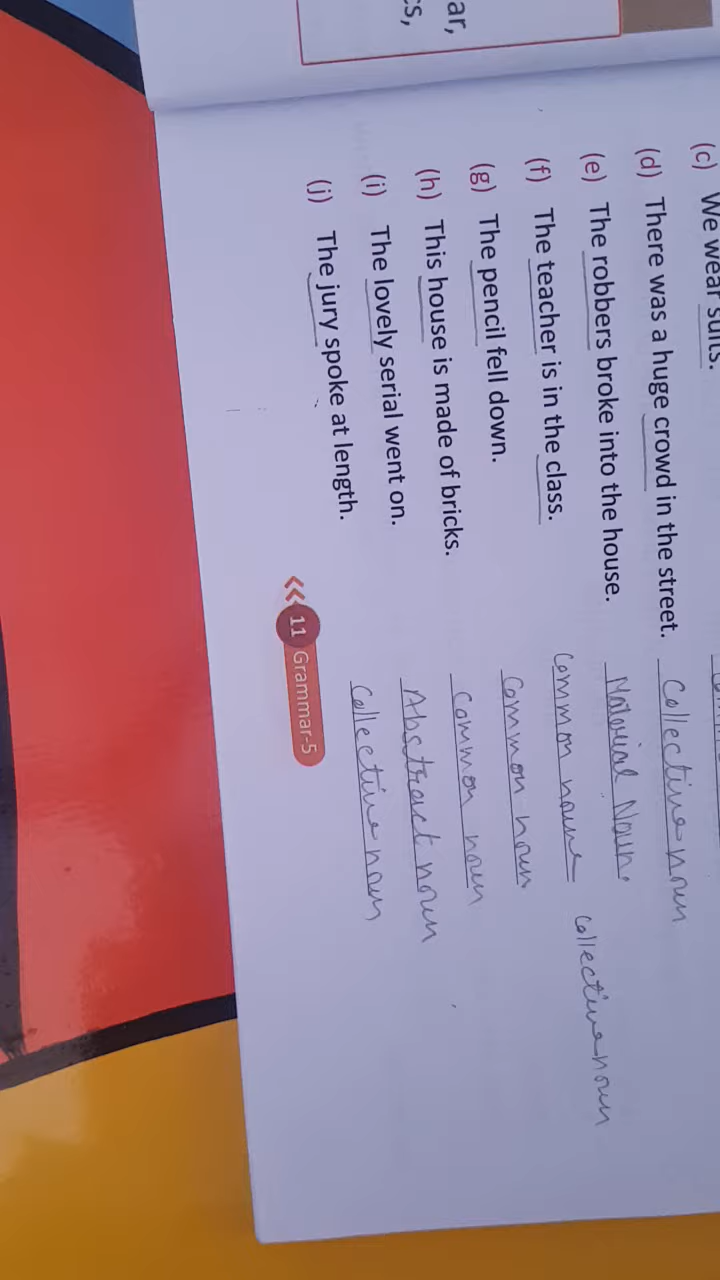 ar,
cs,
(c) We wear suits.
(d) There was a huge crowd in the street. Collective noun
(e) The robbers broke into the house. Material Noun.
(f) The teacher is in the class. Common noun collective noun
(g) The pencil fell down. Common noun
(h) This house is made of bricks. Common noun
(i) The lovely serial went on. Abstract noun
(j) The jury spoke at length. Collective noun
11 Grammar-5